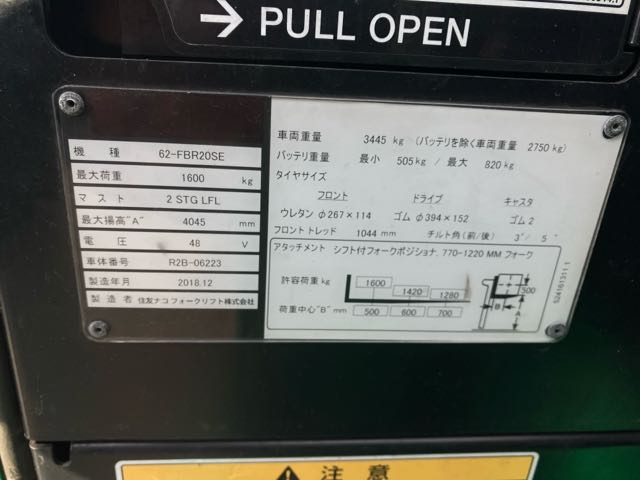 → PULL OPEN
機種 62-FBR20SE
最大荷重 1600 kg
マスト 2 STG LFL
最大揚高"A" 4045 mm
電圧 48 V
車体番号 R2B-06223
製造年月 2018.12
製造者 住友ナコフォークリフト株式会社
車両重量 3445 kg (バッテリを除く車両重量 2750 kg)
バッテリ重量 最小 505 kg / 最大 820 kg
タイヤサイズ
フロント ドライブ キャスタ
ウレタン φ267×114 ゴム φ394×152 ゴム 2
フロント トレッド 1044 mm チルト角(前/後) 3°/ 5°
アタッチメント シフト付フォークポジショナ, 770-1220 MM フォーク
許容荷重 kg 1600 1420 1280
荷重中心"B" mm 500 600 700
500
B
A
524161311.1
注意